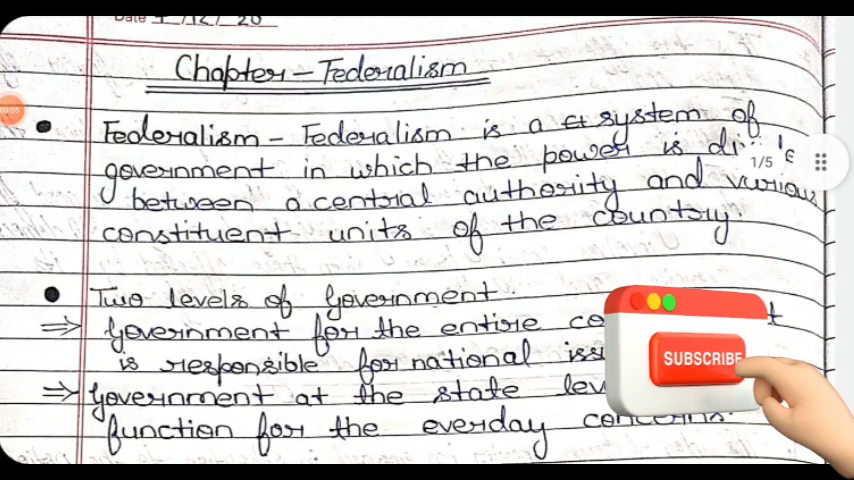 Date 1/12/20
Chapter – Federalism
Federalism – Federalism is a system of
government in which the power is
between a central authority and various
constituent units of the country.
Two levels of Government.
⇒ Government for the entire
is responsible for national
⇒ Government at the state
function for the everyday concerns.
1/5
SUBSCRIBE